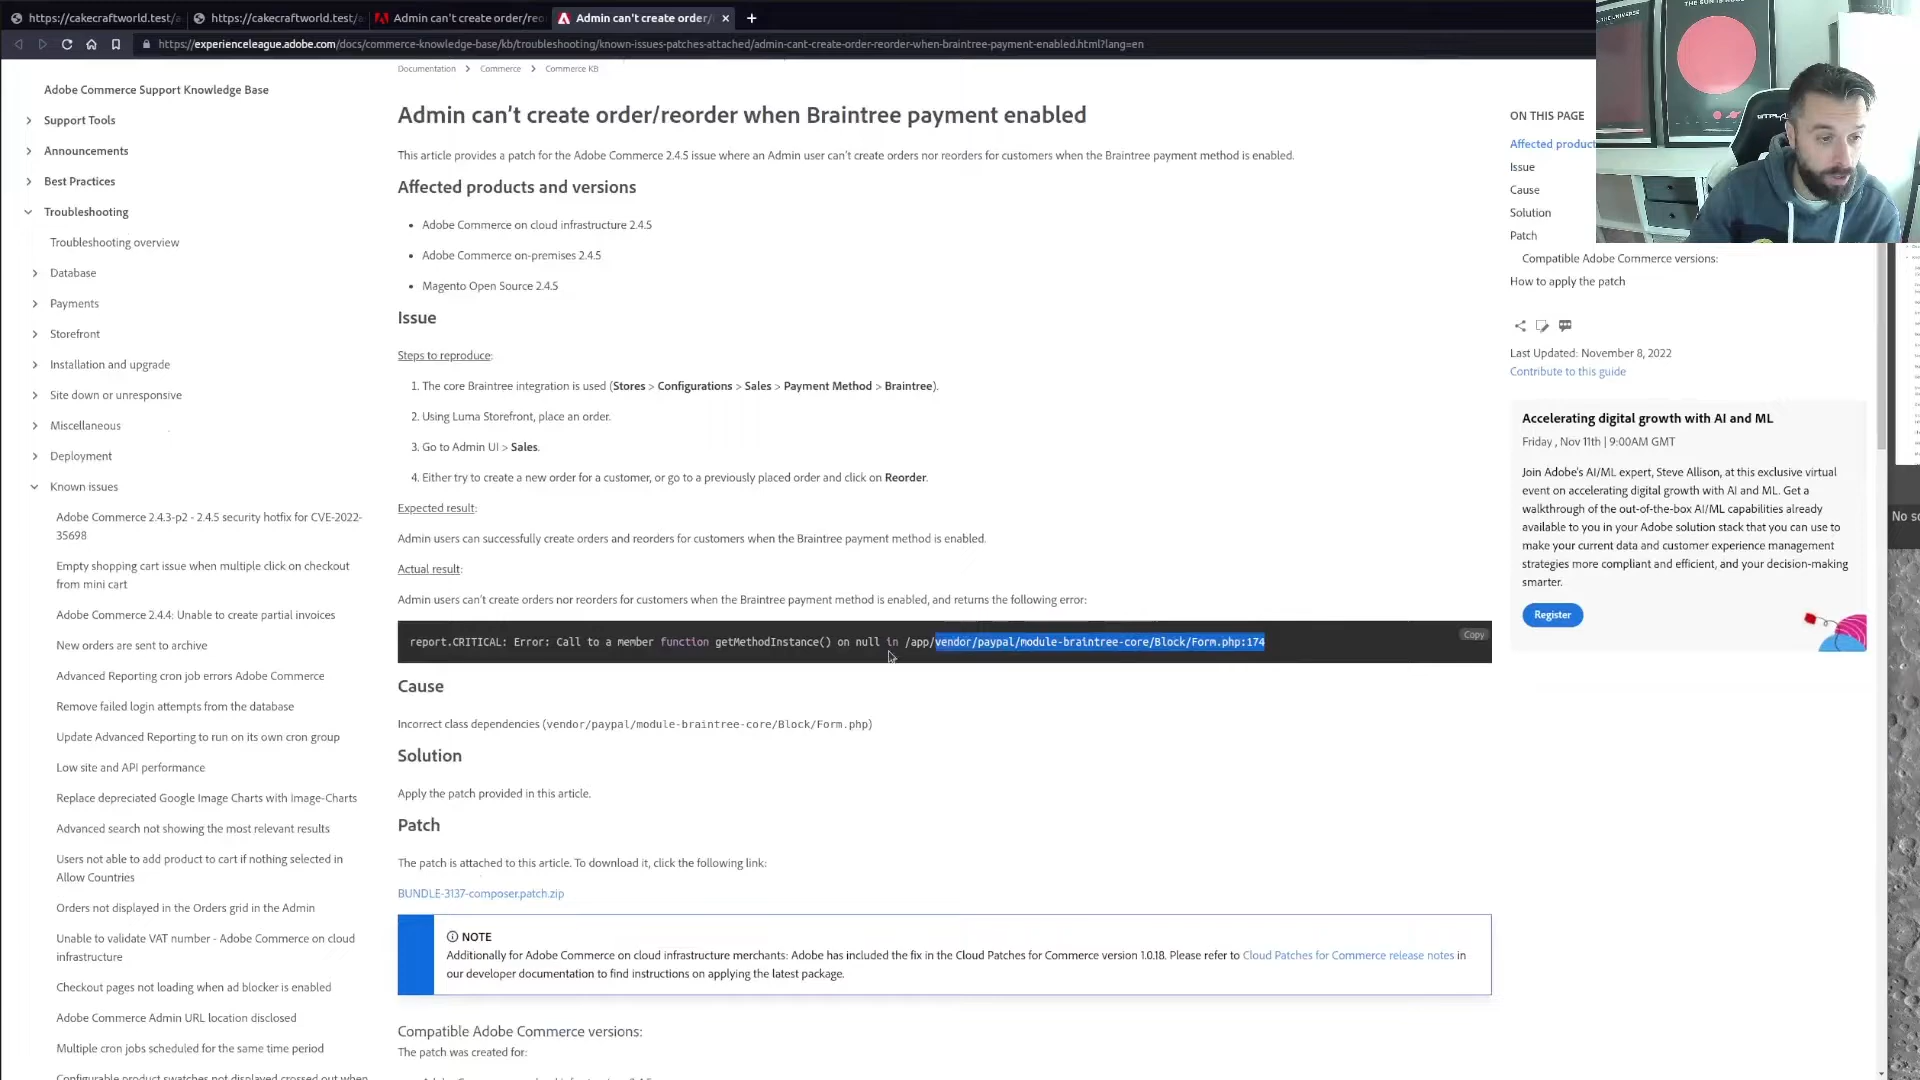 https://cakecraftworld.test/a
https://cakecraftworld.test/a
Admin can't create order/reo
Admin can't create order/
https://experienceleague.adobe.com/docs/commerce-knowledge-base/kb/troubleshooting/known-issues-patches-attached/admin-cant-create-order-reorder-when-braintree-payment-enabled.html?lang=en
Documentation > Commerce > Commerce KB
Adobe Commerce Support Knowledge Base
Support Tools
Announcements
Best Practices
Troubleshooting
Troubleshooting overview
Database
Payments
Storefront
Installation and upgrade
Site down or unresponsive
Miscellaneous
Deployment
Known issues
Adobe Commerce 2.4.3-p2 - 2.4.5 security hotfix for CVE-2022-
35698
Empty shopping cart issue when multiple click on checkout
from mini cart
Adobe Commerce 2.4.4: Unable to create partial invoices
New orders are sent to archive
Advanced Reporting cron job errors Adobe Commerce
Remove failed login attempts from the database
Update Advanced Reporting to run on its own cron group
Low site and API performance
Replace depreciated Google Image Charts with Image-Charts
Advanced search not showing the most relevant results
Users not able to add product to cart if nothing selected in
Allow Countries
Orders not displayed in the Orders grid in the Admin
Unable to validate VAT number - Adobe Commerce on cloud
infrastructure
Checkout pages not loading when ad blocker is enabled
Adobe Commerce Admin URL location disclosed
Multiple cron jobs scheduled for the same time period
Configurable product swatches not displayed crossed out when
Admin can't create order/reorder when Braintree payment enabled
This article provides a patch for the Adobe Commerce 2.4.5 issue where an Admin user can't create orders nor reorders for customers when the Braintree payment method is enabled.
Affected products and versions
• Adobe Commerce on cloud infrastructure 2.4.5
• Adobe Commerce on-premises 2.4.5
• Magento Open Source 2.4.5
Issue
Steps to reproduce:
1. The core Braintree integration is used (Stores > Configurations > Sales > Payment Method > Braintree).
2. Using Luma Storefront, place an order.
3. Go to Admin UI > Sales.
4. Either try to create a new order for a customer, or go to a previously placed order and click on Reorder.
Expected result:
Admin users can successfully create orders and reorders for customers when the Braintree payment method is enabled.
Actual result:
Admin users can't create orders nor reorders for customers when the Braintree payment method is enabled, and returns the following error:
report.CRITICAL: Error: Call to a member function getMethodInstance() on null in /app/vendor/paypal/module-braintree-core/Block/Form.php:174
Copy
Cause
Incorrect class dependencies (vendor/paypal/module-braintree-core/Block/Form.php)
Solution
Apply the patch provided in this article.
Patch
The patch is attached to this article. To download it, click the following link:
BUNDLE-3137-composer.patch.zip
NOTE
Additionally for Adobe Commerce on cloud infrastructure merchants: Adobe has included the fix in the Cloud Patches for Commerce version 1.0.18. Please refer to Cloud Patches for Commerce release notes in
our developer documentation to find instructions on applying the latest package.
Compatible Adobe Commerce versions:
The patch was created for:
ON THIS PAGE
Affected product
Issue
Cause
Solution
Patch
Compatible Adobe Commerce versions:
How to apply the patch
Last Updated: November 8, 2022
Contribute to this guide
Accelerating digital growth with AI and ML
Friday , Nov 11th | 9:00AM GMT
Join Adobe's AI/ML expert, Steve Allison, at this exclusive virtual
event on accelerating digital growth with AI and ML. Get a
walkthrough of the out-of-the-box AI/ML capabilities already
available to you in your Adobe solution stack that you can use to
make your current data and customer experience management
strategies more compliant and efficient, and your decision-making
smarter.
Register
No so